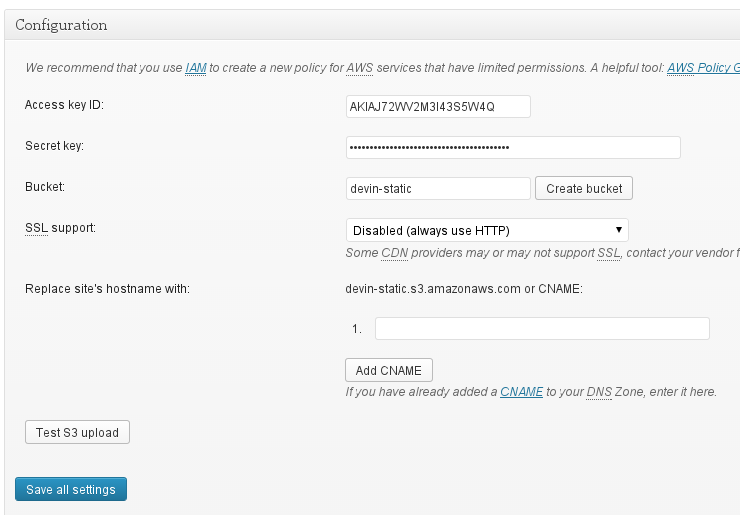 Configuration
We recommend that you use IAM to create a new policy for AWS services that have limited permissions. A helpful tool: AWS Policy G
Access key ID: AKIAJ72WV2M3I43S5W4Q
Secret key: ••••••••••••••••••••••••••••••••••••••••
Bucket: devin-static Create bucket
SSL support: Disabled (always use HTTP)
Some CDN providers may or may not support SSL, contact your vendor f
Replace site's hostname with: devin-static.s3.amazonaws.com or CNAME:
1.
Add CNAME
If you have already added a CNAME to your DNS Zone, enter it here.
Test S3 upload
Save all settings